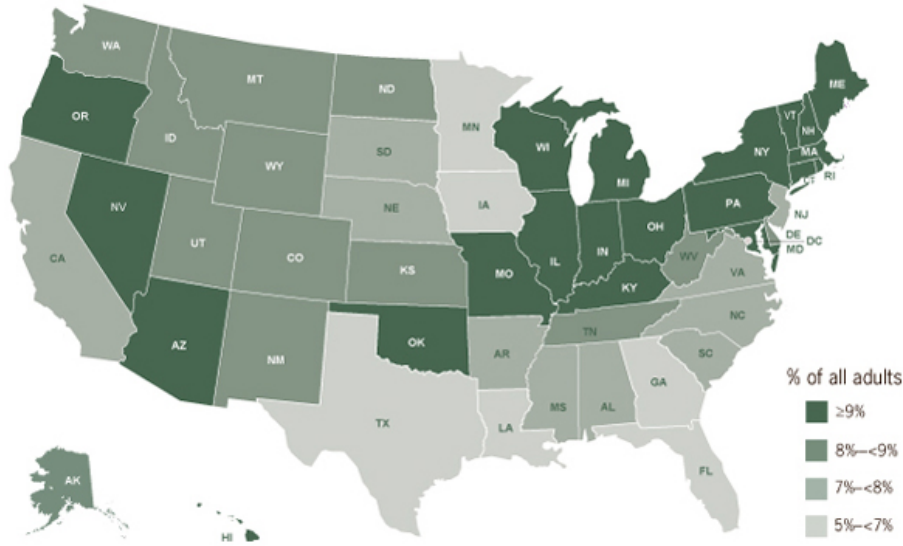 WA
MT
ND
MN
OR
ID
SD
WI
ME
VT
NH
NY
MA
CT
RI
WY
MI
NV
NE
IA
PA
NJ
UT
CO
IL
IN
OH
DE
DC
MD
CA
KS
MO
WV
VA
KY
AZ
NM
OK
AR
TN
NC
SC
TX
LA
MS
AL
GA
FL
AK
HI
% of all adults
≥9%
8%–<9%
7%–<8%
5%–<7%